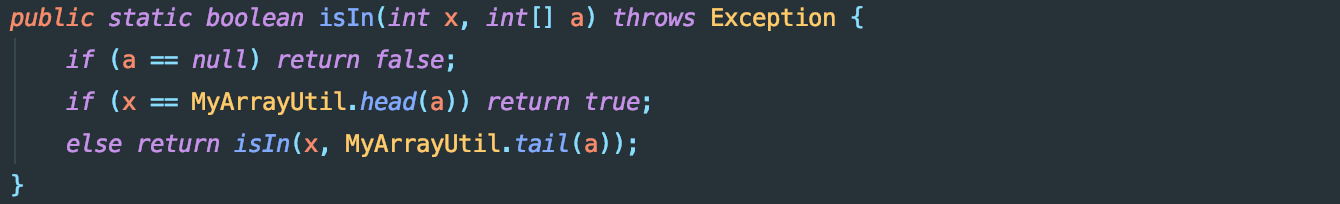 public static boolean isIn(int x, int[] a) throws Exception {
    if (a == null) return false;
    if (x == MyArrayUtil.head(a)) return true;
    else return isIn(x, MyArrayUtil.tail(a));
}